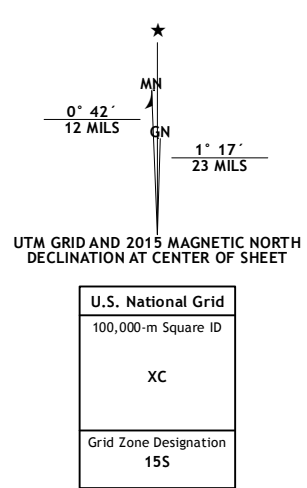 ★
MN
0° 42´
12 MILS
GN
1° 17´
23 MILS
UTM GRID AND 2015 MAGNETIC NORTH
DECLINATION AT CENTER OF SHEET
U.S. National Grid
100,000-m Square ID
XC
Grid Zone Designation
15S